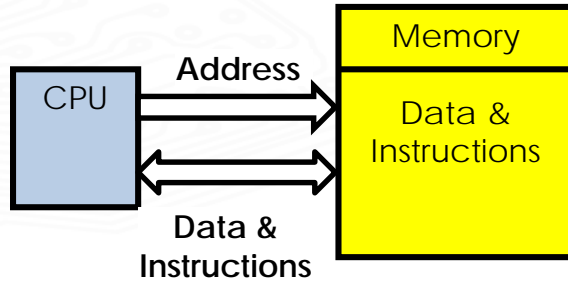 CPU
Address
Data &
Instructions
Memory
Data &
Instructions